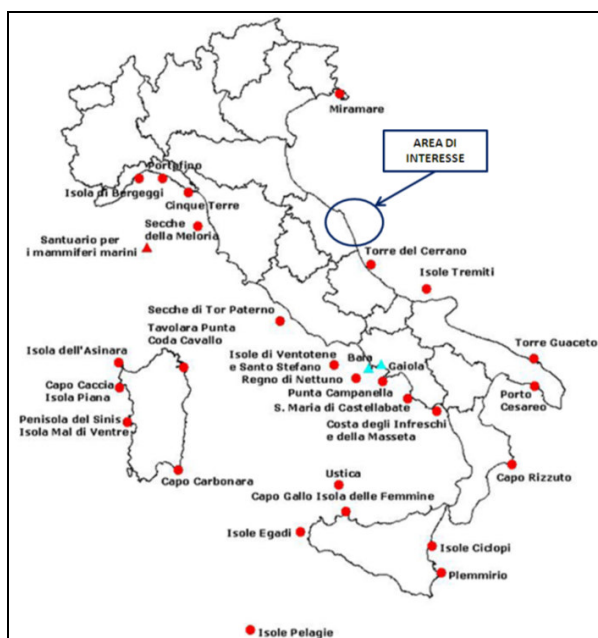 Miramare
AREA DI
INTERESSE
Portofino
Isola di Bergeggi
Cinque Terre
Secche
della Meloria
Santuario per
i mammiferi marini
Torre del Cerrano
Isole Tremiti
Secche di Tor Paterno
Tavolara Punta
Coda Cavallo
Isola dell'Asinara
Isole di Ventotene
e Santo Stefano
Baia
Gaiola
Torre Guaceto
Capo Caccia
Isola Piana
Regno di Nettuno
Punta Campanella
Porto
Cesareo
S. Maria di Castellabate
Penisola del Sinis
Isola Mal di Ventre
Costa degli Infreschi
e della Masseta
Capo Carbonara
Ustica
Capo Rizzuto
Capo Gallo Isola delle Femmine
Isole Egadi
Isole Ciclopi
Plemmirio
Isole Pelagie